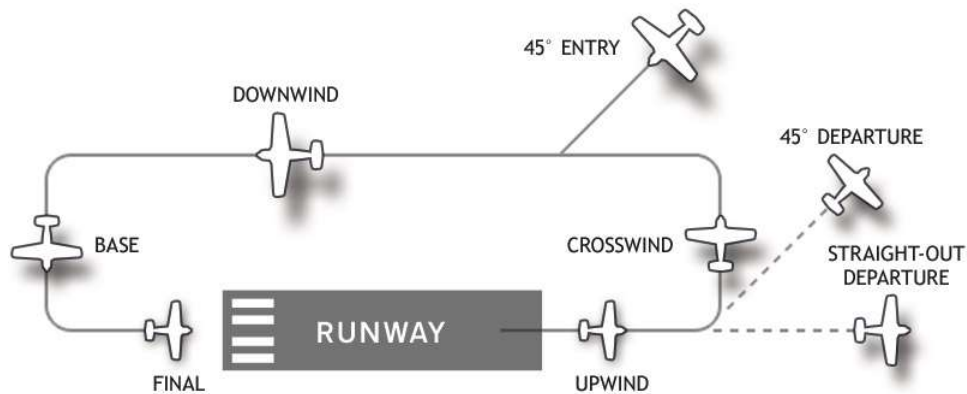 45° ENTRY
DOWNWIND
45° DEPARTURE
BASE
CROSSWIND
STRAIGHT-OUT
DEPARTURE
RUNWAY
FINAL
UPWIND